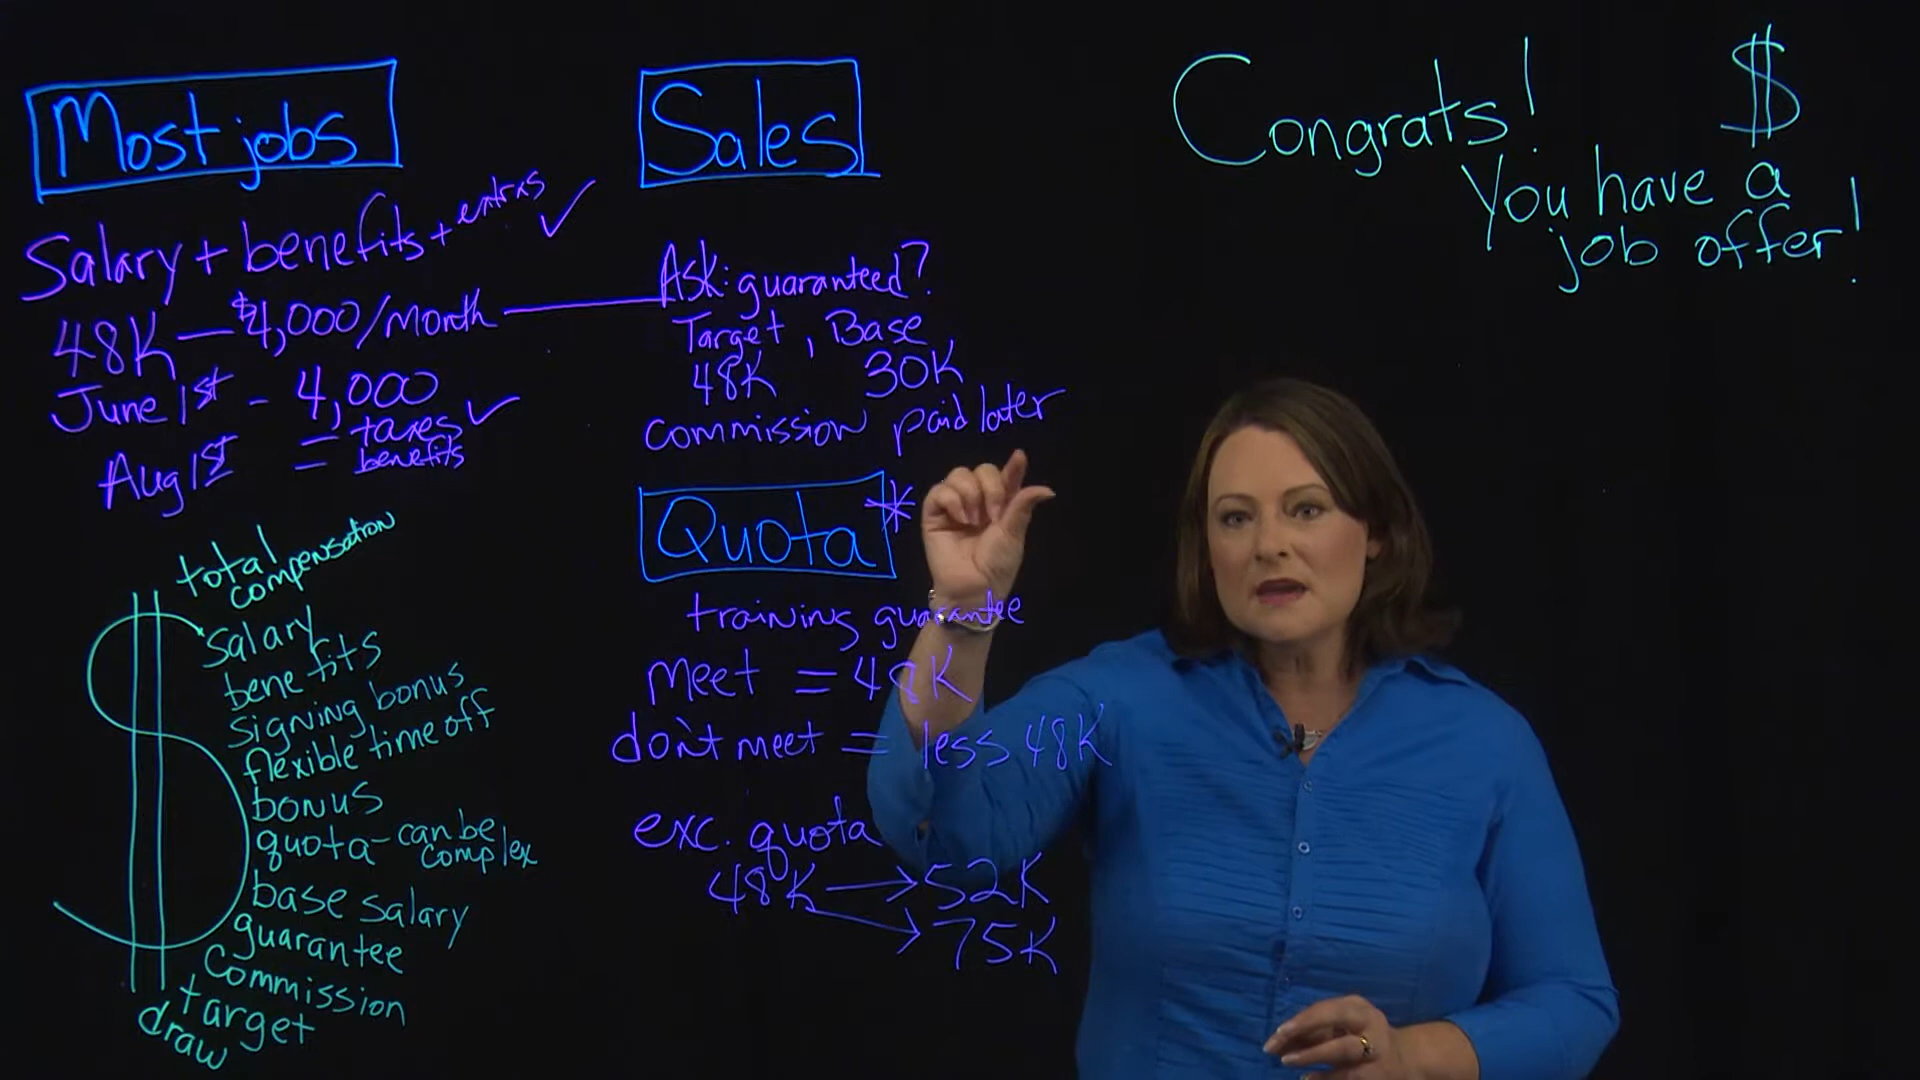 Most jobs
Salary + benefits + extras ✓
48K — $4,000/month
June 1st - 4,000
= taxes ✓
Aug 1st = benefits
total
compensation
salary
benefits
signing bonus
flexible time off
bonus
quota - can be
complex
base salary
guarantee
commission
target
draw
Sales
Ask: guaranteed?
Target, Base
48K 30K
commission paid later
Quota *
training guarantee
meet = 48K
don't meet = less 48K
exc. quota
48K → 52K
→ 75K
Congrats! $
You have a
job offer!